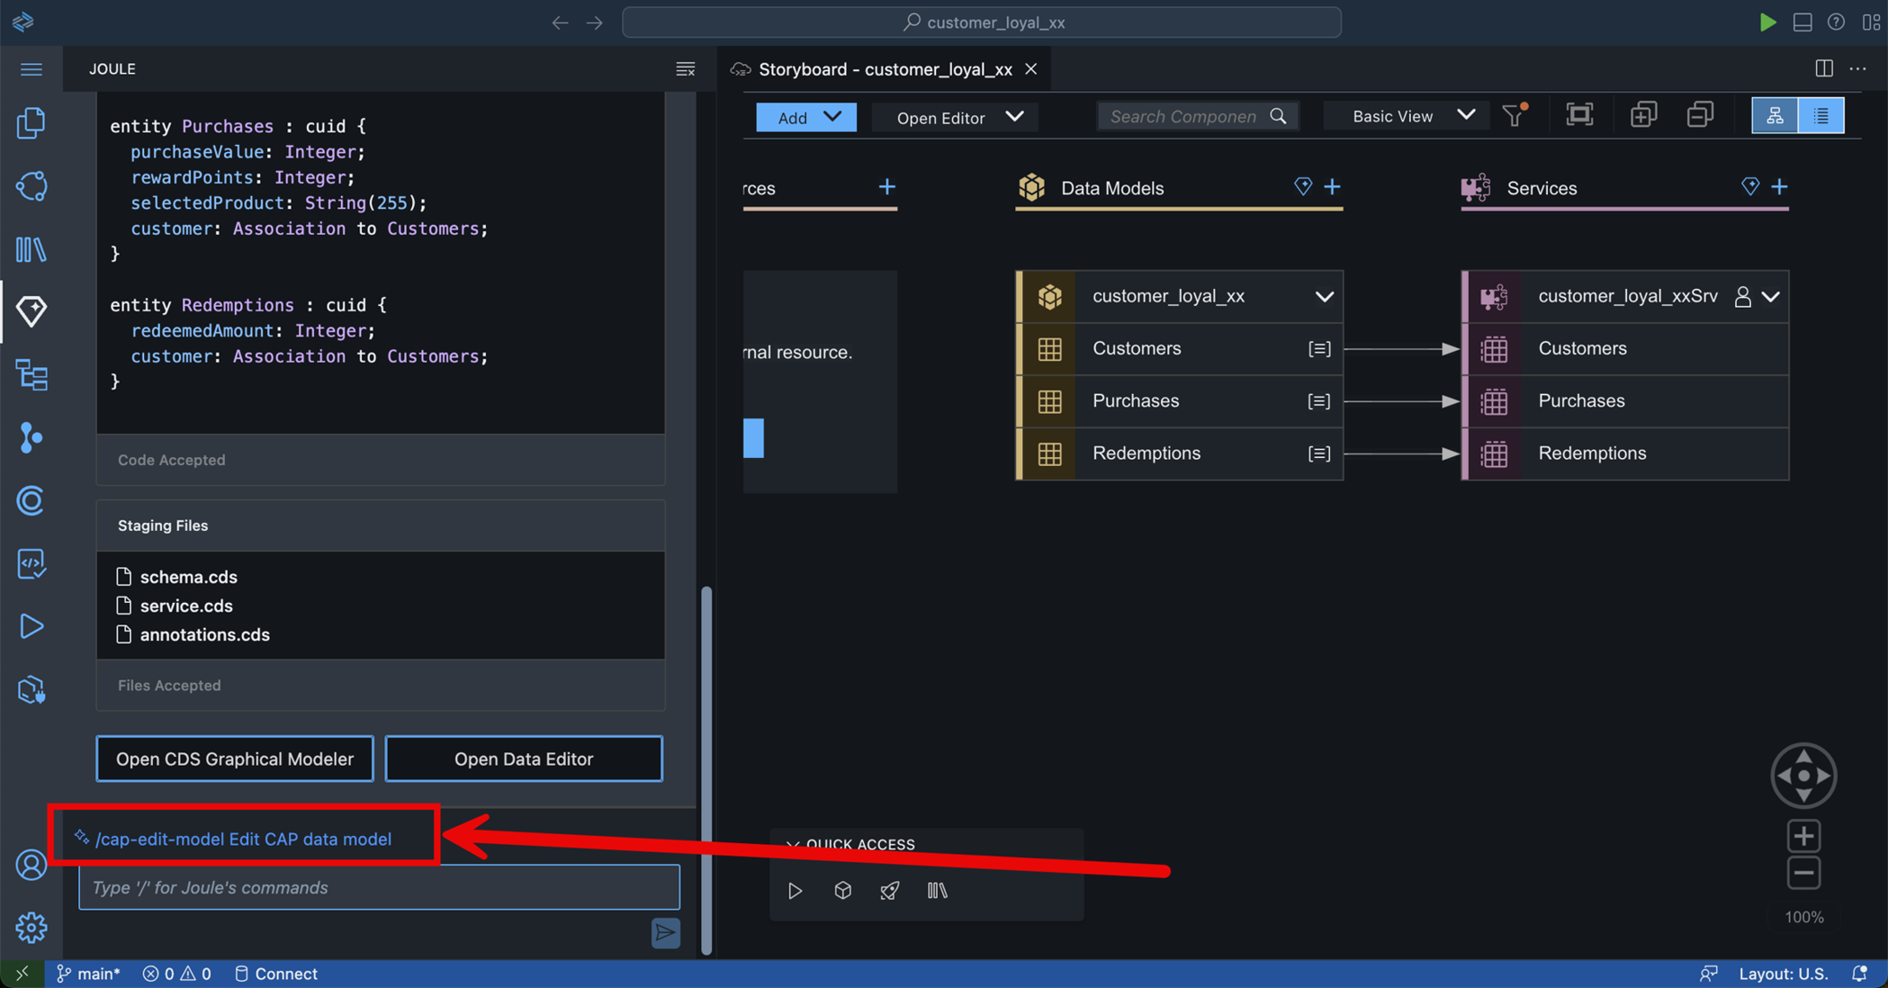 customer_loyal_xx
JOULE
Storyboard - customer_loyal_xx
entity Purchases : cuid {
purchaseValue: Integer;
rewardPoints: Integer;
selectedProduct: String(255);
customer: Association to Customers;
}
entity Redemptions : cuid {
redeemedAmount: Integer;
customer: Association to Customers;
}
Code Accepted
Staging Files
schema.cds
service.cds
annotations.cds
Files Accepted
Open CDS Graphical Modeler
Open Data Editor
/cap-edit-model Edit CAP data model
Type '/' for Joule's commands
Add
Open Editor
Search Componen
Basic View
rces
Data Models
Services
rnal resource.
customer_loyal_xx
Customers
Purchases
Redemptions
customer_loyal_xxSrv
Customers
Purchases
Redemptions
QUICK ACCESS
100%
main*
0
0
Connect
Layout: U.S.